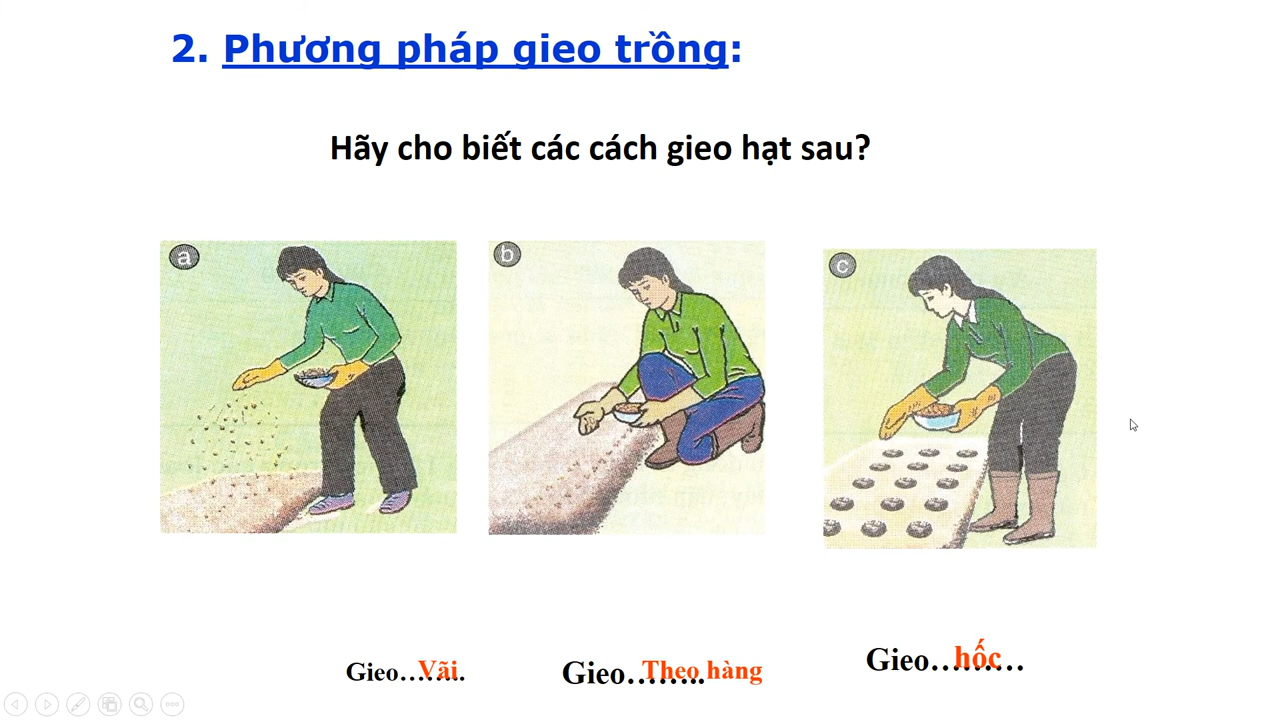 2. Phương pháp gieo trồng:
Hãy cho biết các cách gieo hạt sau?
a
b
c
Gieo……..Vãi
Gieo……..Theo hàng
Gieo………hốc